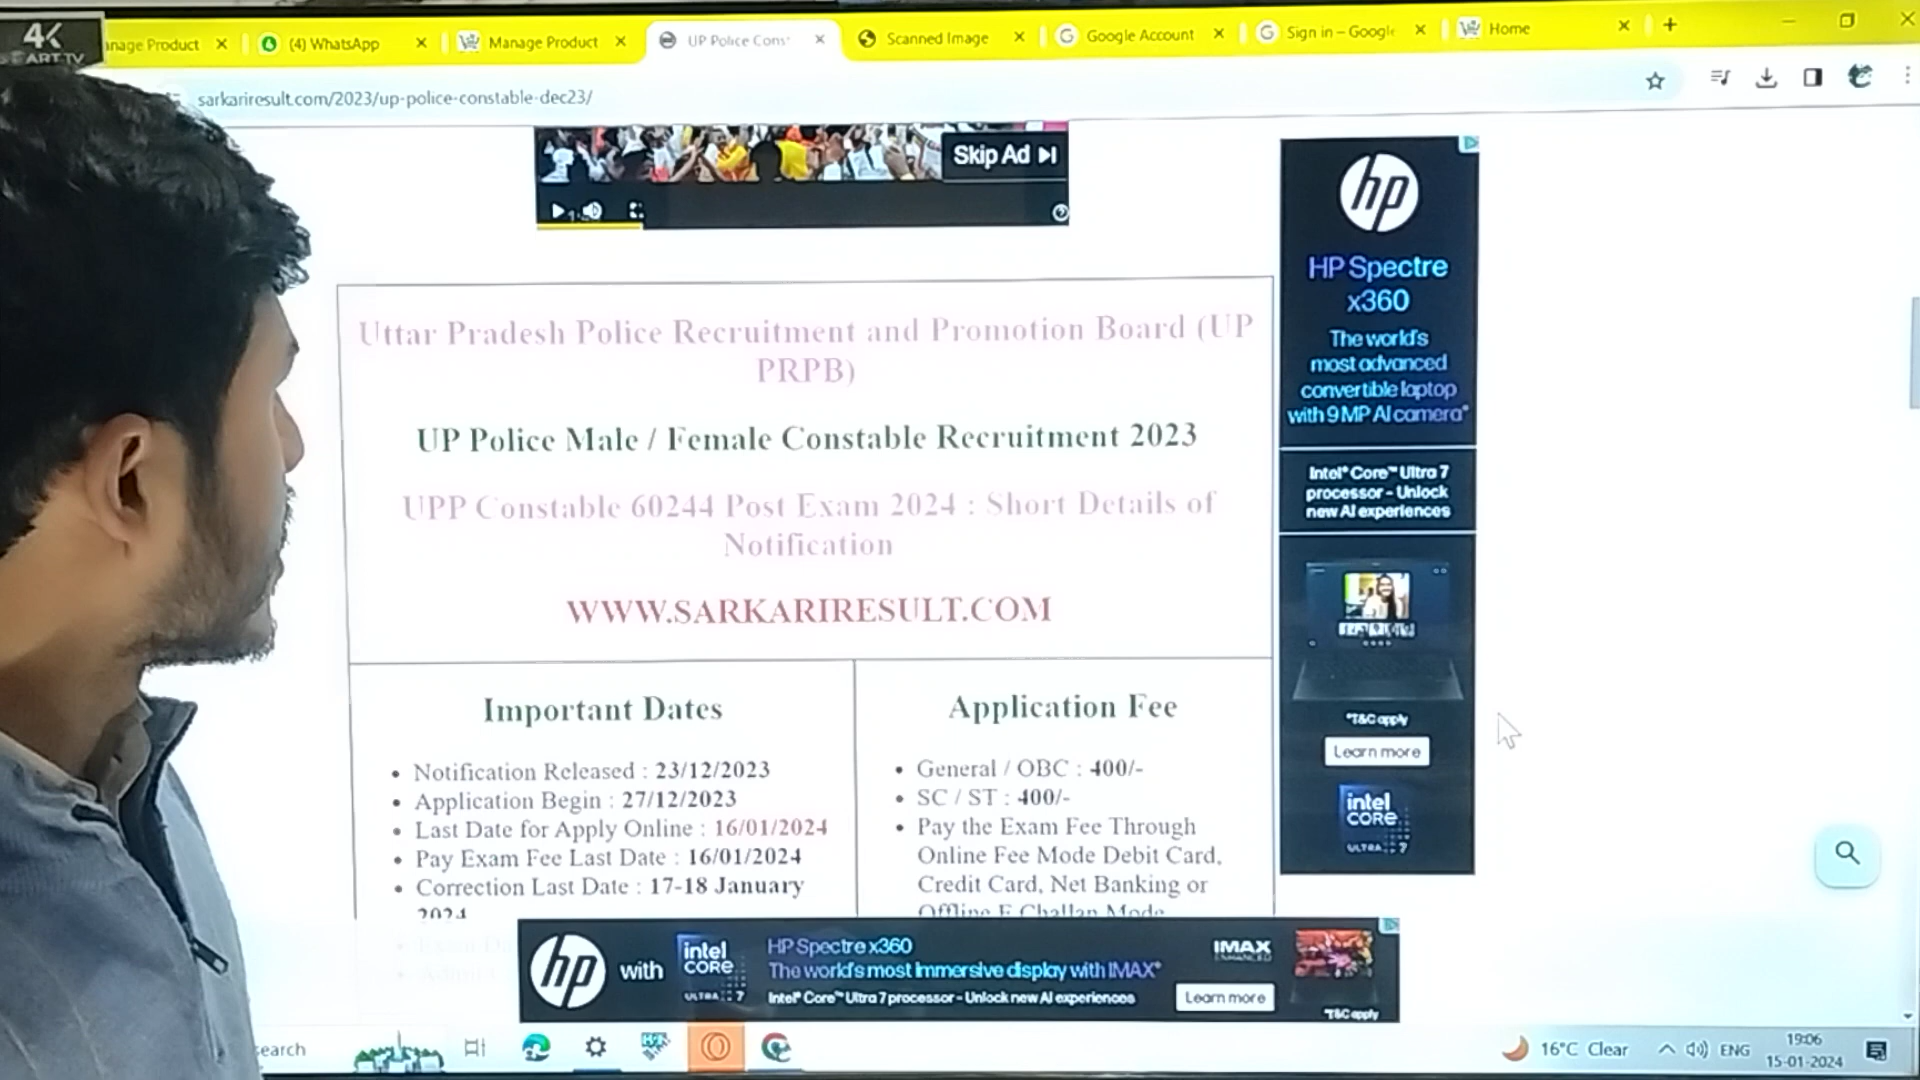 4K
ART TV
anage Product
(4) WhatsApp
Manage Product
UP Police Cons
Scanned Image
Google Account
Sign in – Google
Home
sarkariresult.com/2023/up-police-constable-dec23/
Skip Ad
hp
HP Spectre
x360
The world's
most advanced
convertible laptop
with 9 MP AI camera*
Intel® Core™ Ultra 7
processor - Unlock
new AI experiences
*T&C apply
Learn more
intel
CORE
ULTRA 7
Uttar Pradesh Police Recruitment and Promotion Board (UP
PRPB)
UP Police Male / Female Constable Recruitment 2023
UPP Constable 60244 Post Exam 2024 : Short Details of
Notification
WWW.SARKARIRESULT.COM
Important Dates
• Notification Released : 23/12/2023
• Application Begin : 27/12/2023
• Last Date for Apply Online : 16/01/2024
• Pay Exam Fee Last Date : 16/01/2024
• Correction Last Date : 17-18 January
2024
Application Fee
• General / OBC : 400/-
• SC / ST : 400/-
• Pay the Exam Fee Through
Online Fee Mode Debit Card,
Credit Card, Net Banking or
Offline E Challan Mode
hp
with
intel
CORE
ULTRA 7
HP Spectre x360
The world's most immersive display with IMAX*
Intel® Core™ Ultra 7 processor - Unlock new AI experiences
IMAX
ENHANCED
Learn more
*T&C apply
earch
16°C Clear
ENG
19:06
15-01-2024